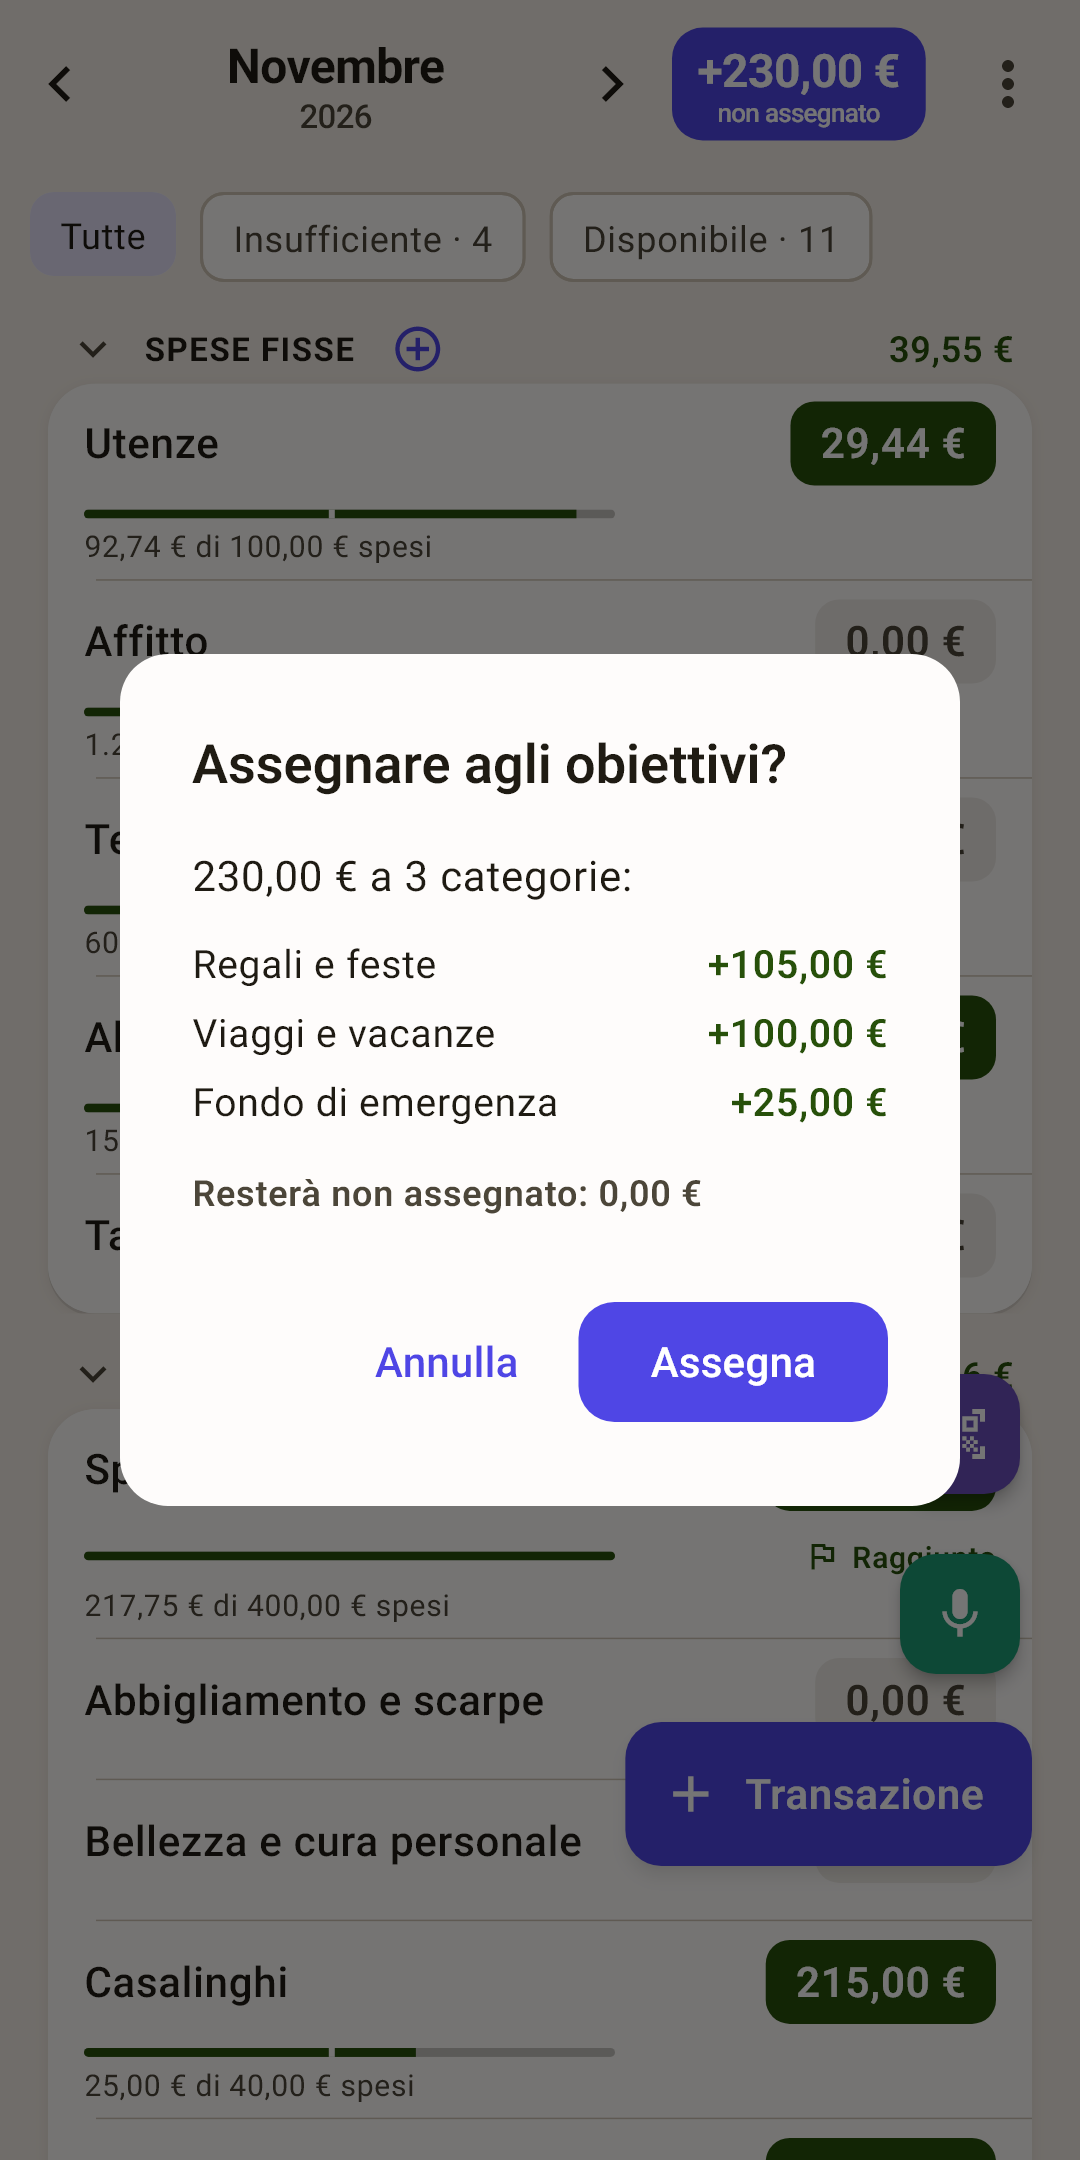 Novembre
2026
+230,00 €
non assegnato
Tutte
Insufficiente · 4
Disponibile · 11
SPESE FISSE
39,55 €
Utenze
29,44 €
92,74 € di 100,00 € spesi
Affitto
0,00 €
Assegnare agli obiettivi?
230,00 € a 3 categorie:
Regali e feste +105,00 €
Viaggi e vacanze +100,00 €
Fondo di emergenza +25,00 €
Resterà non assegnato: 0,00 €
Annulla
Assegna
217,75 € di 400,00 € spesi
Abbigliamento e scarpe
0,00 €
Transazione
Bellezza e cura personale
Casalinghi
215,00 €
25,00 € di 40,00 € spesi